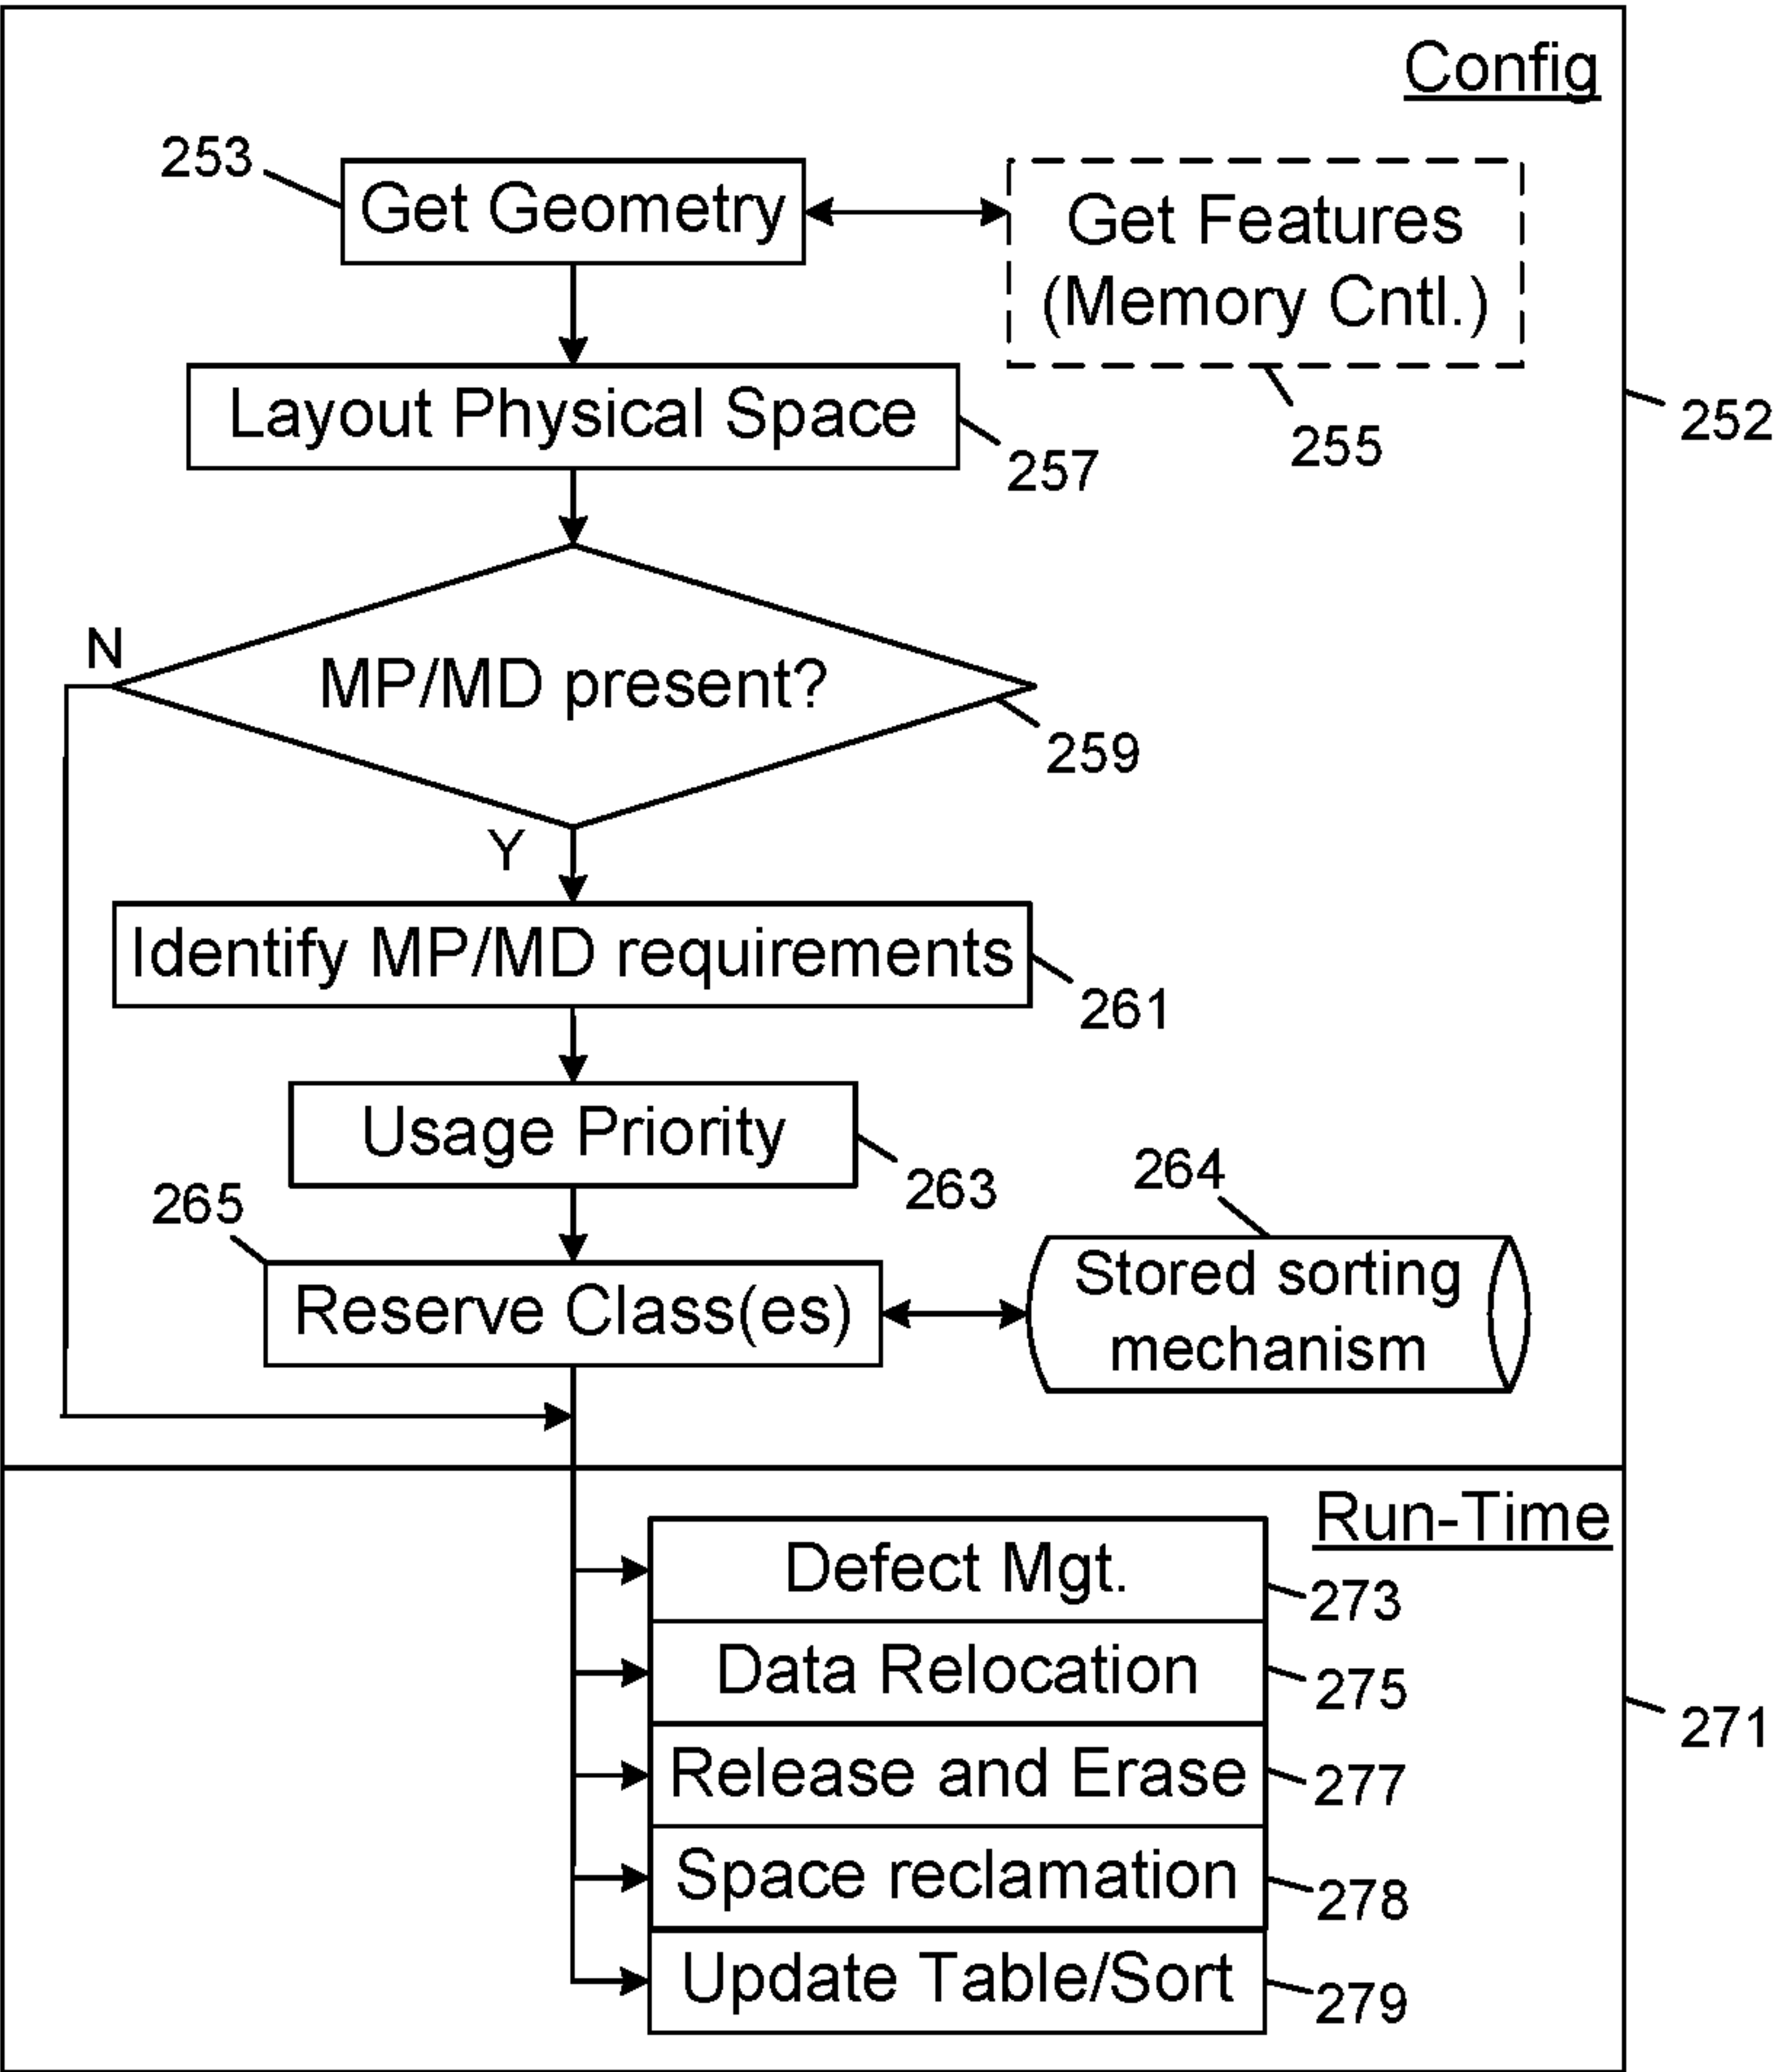 Config
253
Get Geometry
Get Features
(Memory Cntl.)
252
Layout Physical Space
255
257
N
MP/MD present?
259
Y
Identify MP/MD requirements
261
Usage Priority
263
264
265
Reserve Class(es)
Stored sorting
mechanism
Run-Time
Defect Mgt.
273
Data Relocation
275
271
Release and Erase
277
Space reclamation
278
Update Table/Sort
279